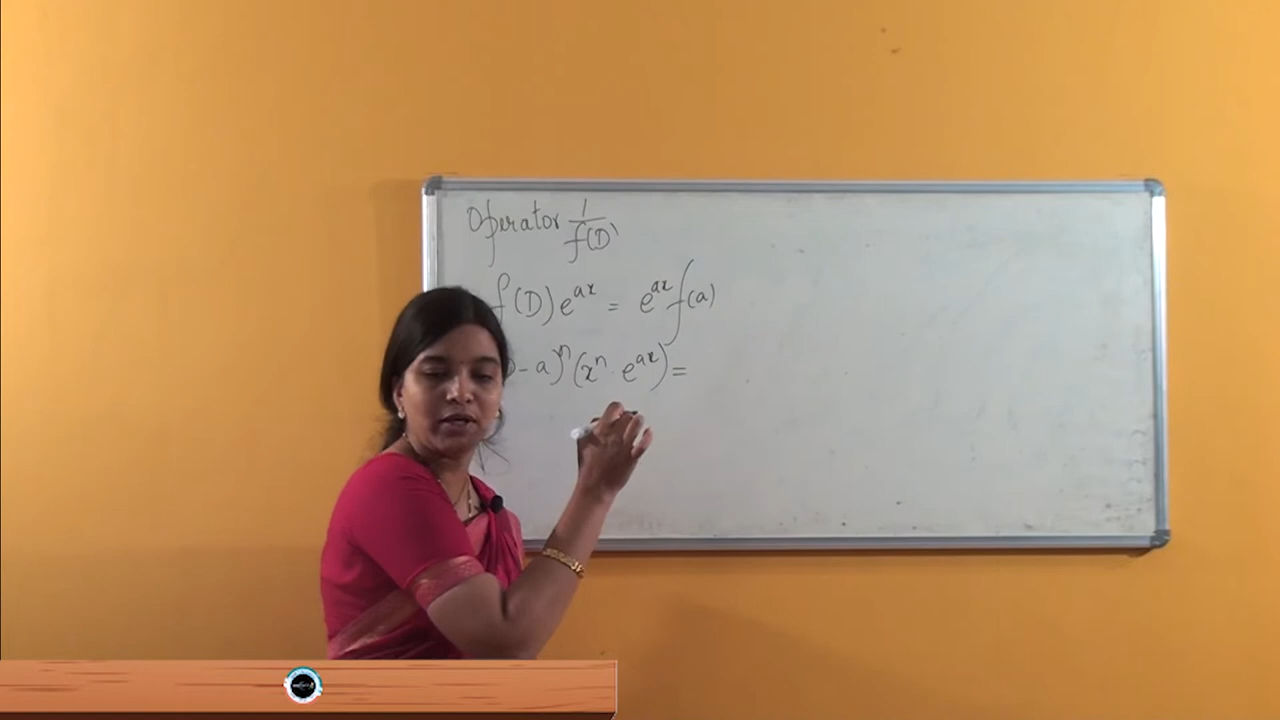 Operator 1/f(D)
f(D)e^{ax} = e^{ax} f(a)
- a)^n (x^n · e^{ax}) =